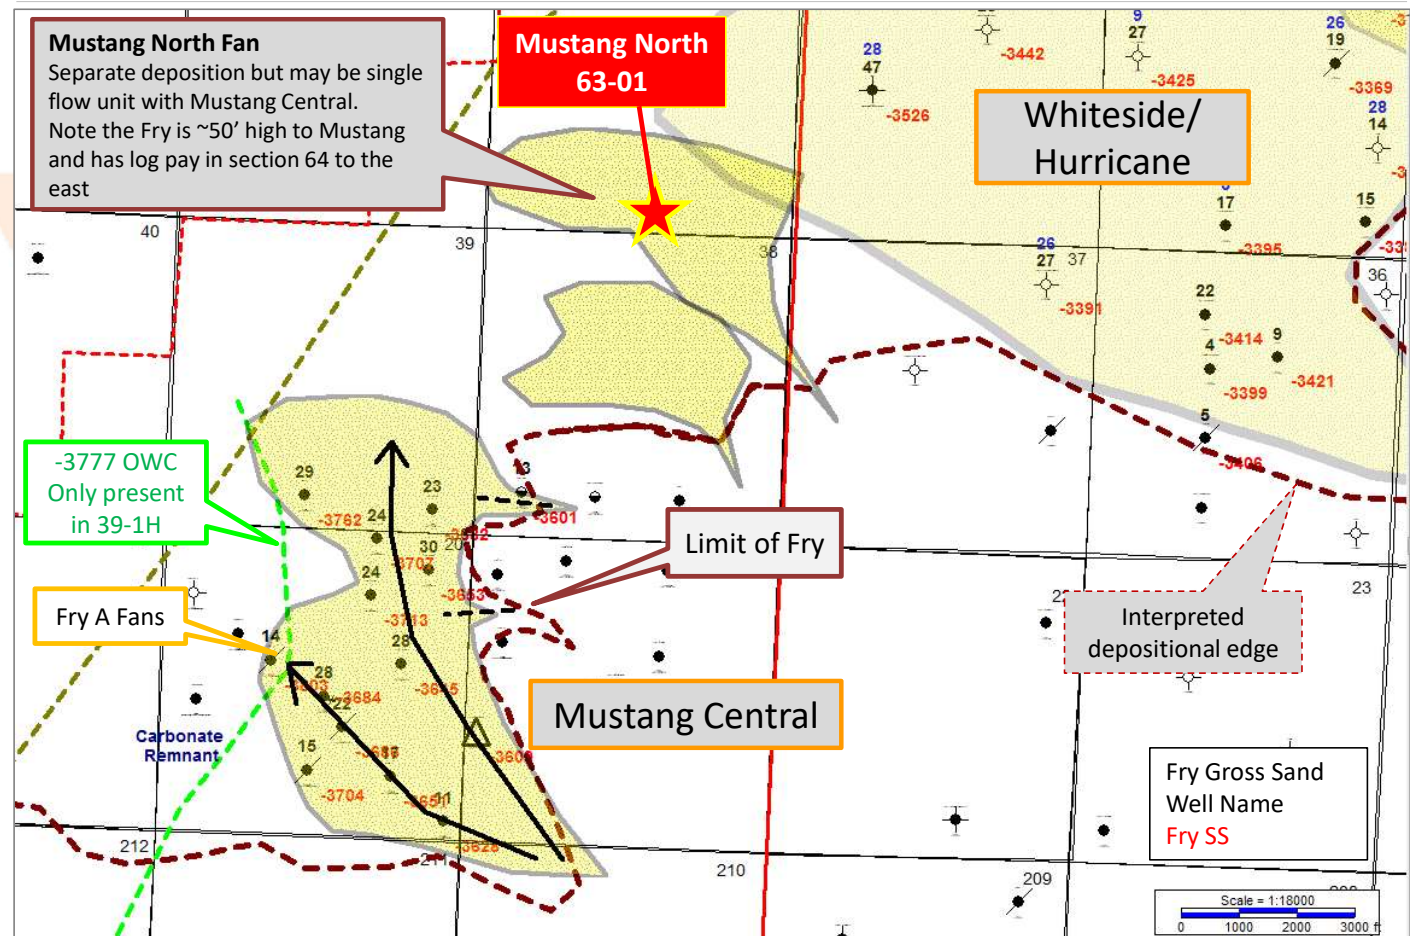 Mustang North Fan
Separate deposition but may be single
flow unit with Mustang Central.
Note the Fry is ~50’ high to Mustang
and has log pay in section 64 to the
east
Mustang North
63-01
Whiteside/
Hurricane
28
47
-3526
-3442
9
27
-3425
26
19
-3369
28
14
15
17
-3395
26
27
-3391
37
36
22
-3414
4
-3399
9
-3421
5
-3406
40
39
38
-3777 OWC
Only present
in 39-1H
29
-3762
24
-3707
23
30
-3653
24
-3713
-3601
Limit of Fry
Fry A Fans
14
28
-3684
28
-3645
15
-3704
11
-3628
Carbonate
Remnant
Mustang Central
Interpreted
depositional edge
23
212
211
210
209
Fry Gross Sand
Well Name
Fry SS
Scale = 1:18000
0 1000 2000 3000 ft